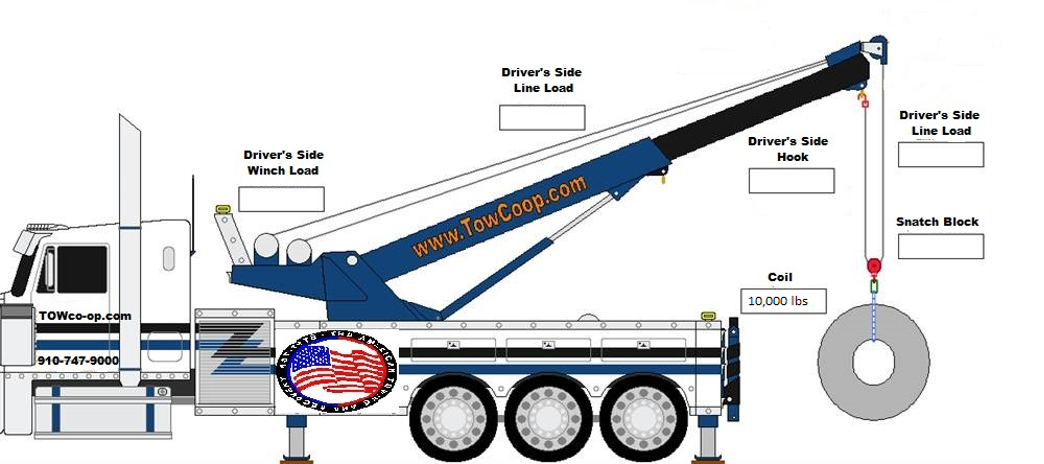 Driver's Side
Line Load
Driver's Side
Line Load
Driver's Side
Hook
Driver's Side
Winch Load
www.TowCoop.com
Snatch Block
Coil
10,000 lbs
TOWco-op.com
910-747-9000